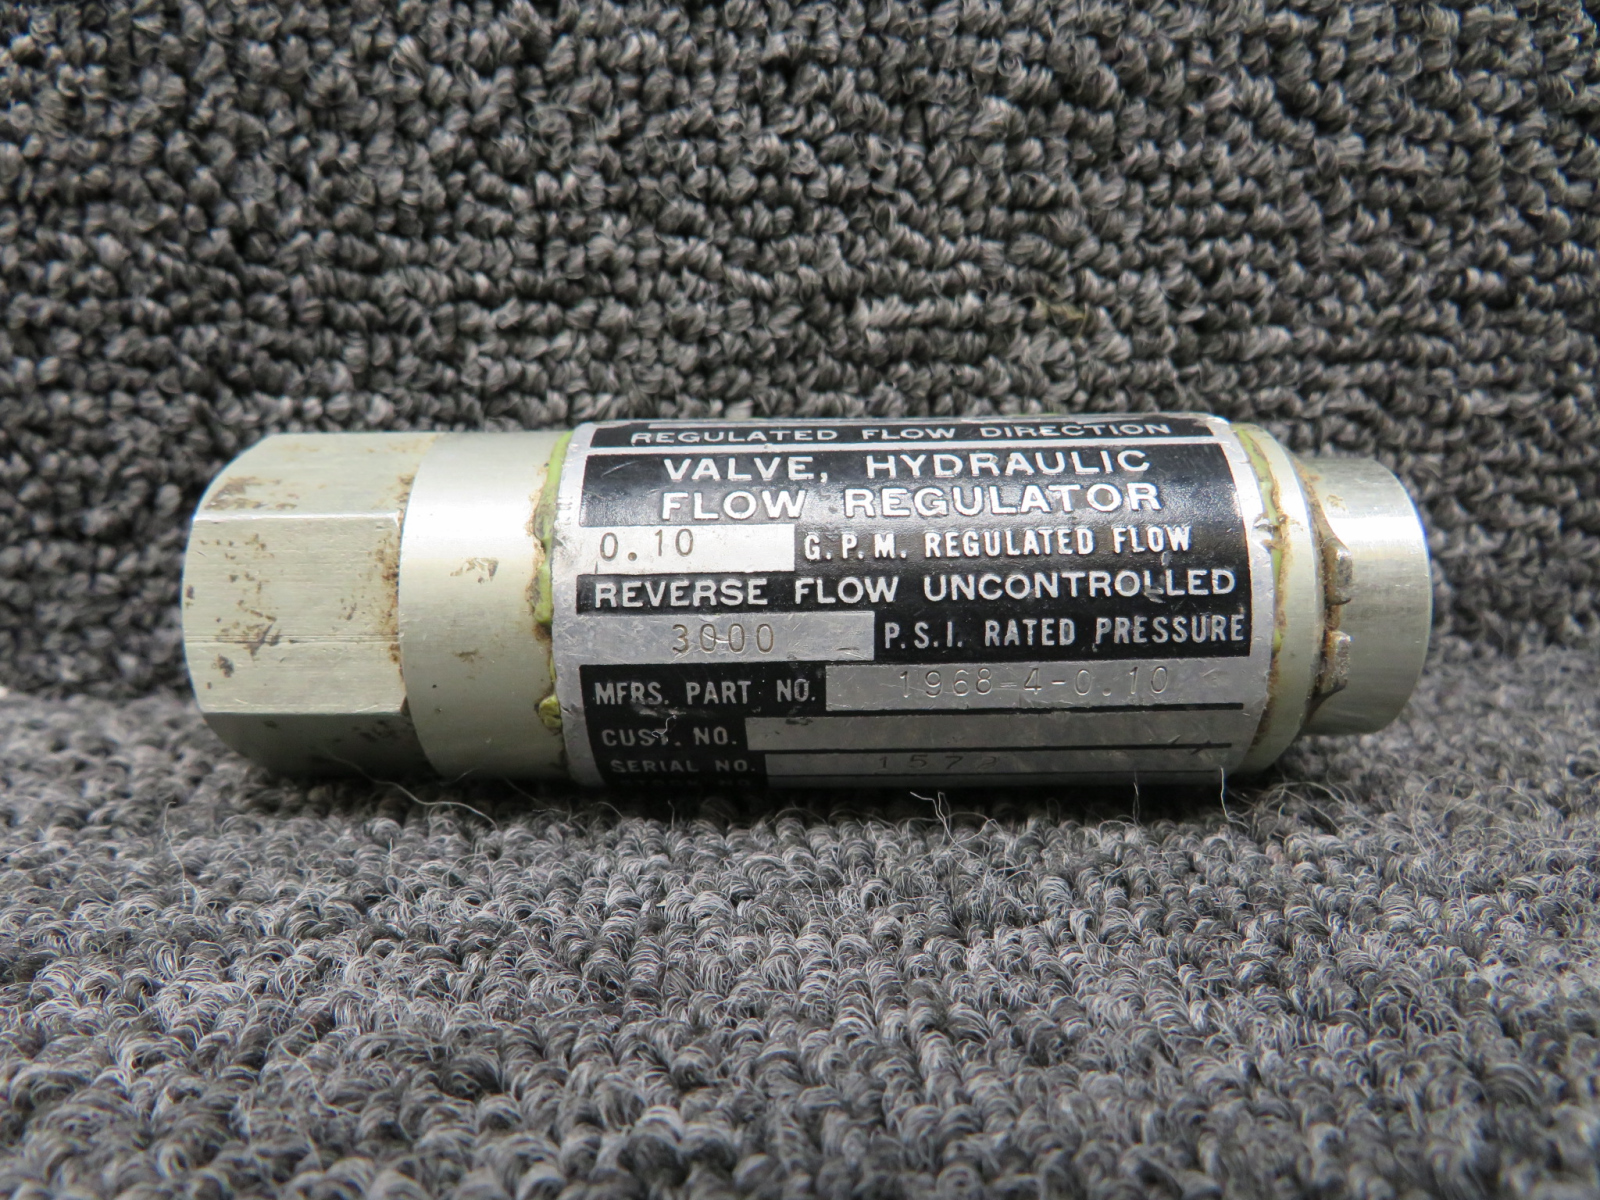 REGULATED FLOW DIRECTION
VALVE, HYDRAULIC
FLOW REGULATOR
0.10 G.P.M. REGULATED FLOW
REVERSE FLOW UNCONTROLLED
3000 P.S.I. RATED PRESSURE
MFRS. PART NO. 1968-4-0.10
CUST. NO.
SERIAL NO.